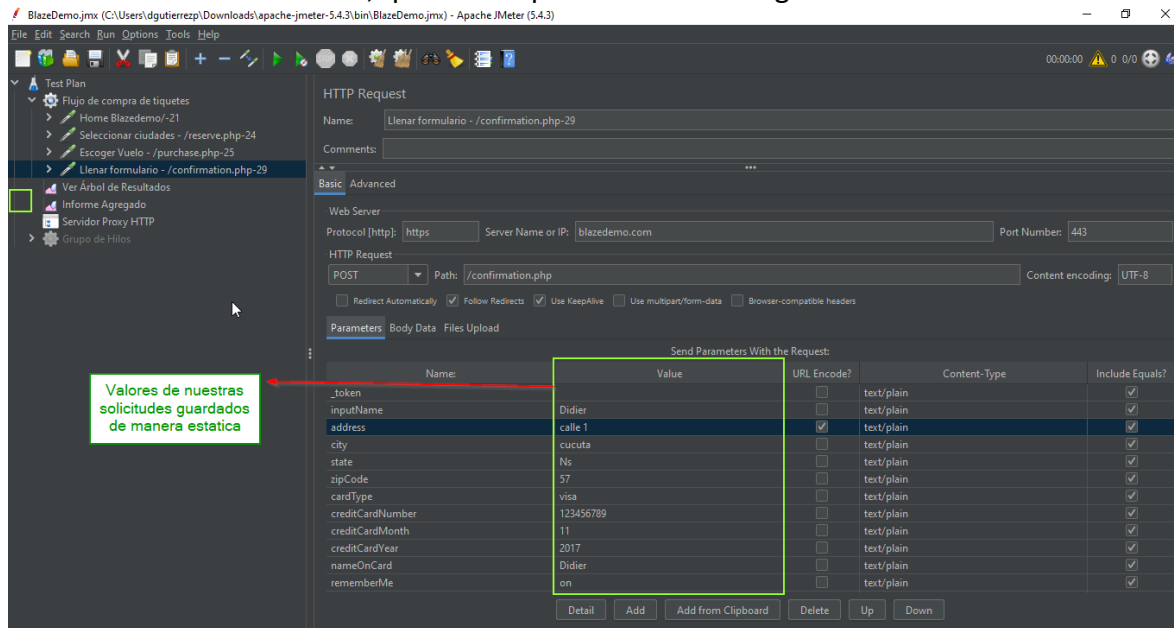 BlazeDemo.jmx (C:\Users\dgutierrezp\Downloads\apache-jmeter-5.4.3\bin\BlazeDemo.jmx) - Apache JMeter (5.4.3)
File Edit Search Run Options Tools Help
00:00:00 0 0/0
Test Plan
Flujo de compra de tiquetes
Home Blazedemo/-21
Seleccionar ciudades - /reserve.php-24
Escoger Vuelo - /purchase.php-25
Llenar formulario - /confirmation.php-29
Ver Árbol de Resultados
Informe Agregado
Servidor Proxy HTTP
Grupo de Hilos
Valores de nuestras
solicitudes guardados
de manera estatica
HTTP Request
Name: Llenar formulario - /confirmation.php-29
Comments:
Basic Advanced
Web Server
Protocol [http]: https Server Name or IP: blazedemo.com Port Number: 443
HTTP Request
POST Path: /confirmation.php Content encoding: UTF-8
Redirect Automatically Follow Redirects Use KeepAlive Use multipart/form-data Browser-compatible headers
Parameters Body Data Files Upload
Send Parameters With the Request:
Name: Value URL Encode? Content-Type Include Equals?
_token text/plain
inputName Didier text/plain
address calle 1 text/plain
city cucuta text/plain
state Ns text/plain
zipCode 57 text/plain
cardType visa text/plain
creditCardNumber 123456789 text/plain
creditCardMonth 11 text/plain
creditCardYear 2017 text/plain
nameOnCard Didier text/plain
rememberMe on text/plain
Detail Add Add from Clipboard Delete Up Down